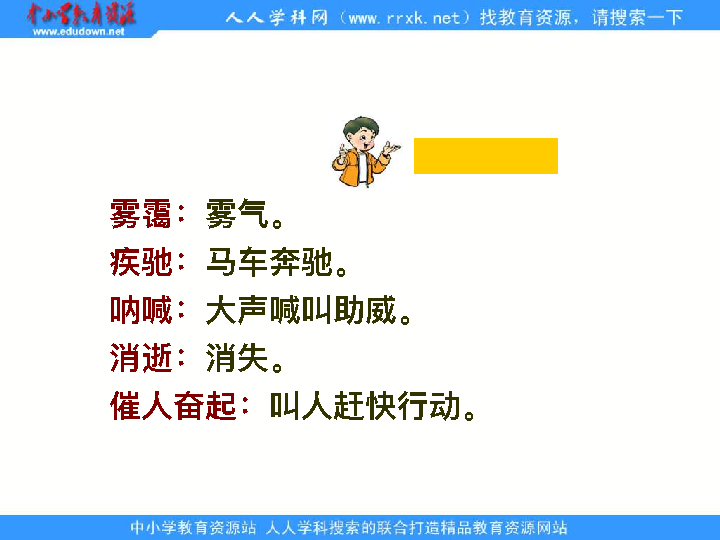 中小学教育资源
www.edudown.net
人人学科网（www.rrxk.net）找教育资源，请搜索一下
雾霭：雾气。
疾驰：马车奔驰。
呐喊：大声喊叫助威。
消逝：消失。
催人奋起：叫人赶快行动。
中小学教育资源站 人人学科搜索的联合打造精品教育资源网站